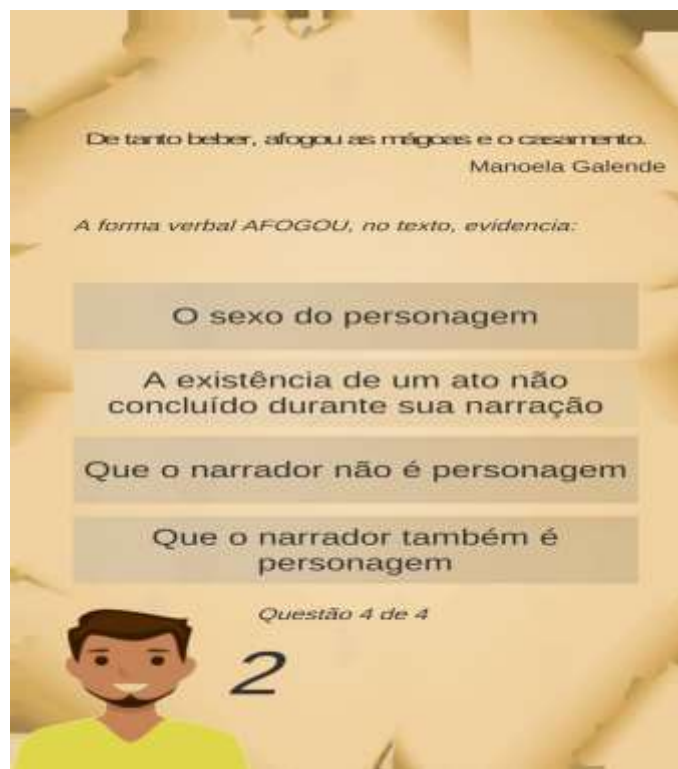 De tanto beber, afogou as mágoas e o casamento.
Manoela Galende
A forma verbal AFOGOU, no texto, evidencia:
O sexo do personagem
A existência de um ato não
concluído durante sua narração
Que o narrador não é personagem
Que o narrador também é
personagem
Questão 4 de 4
2